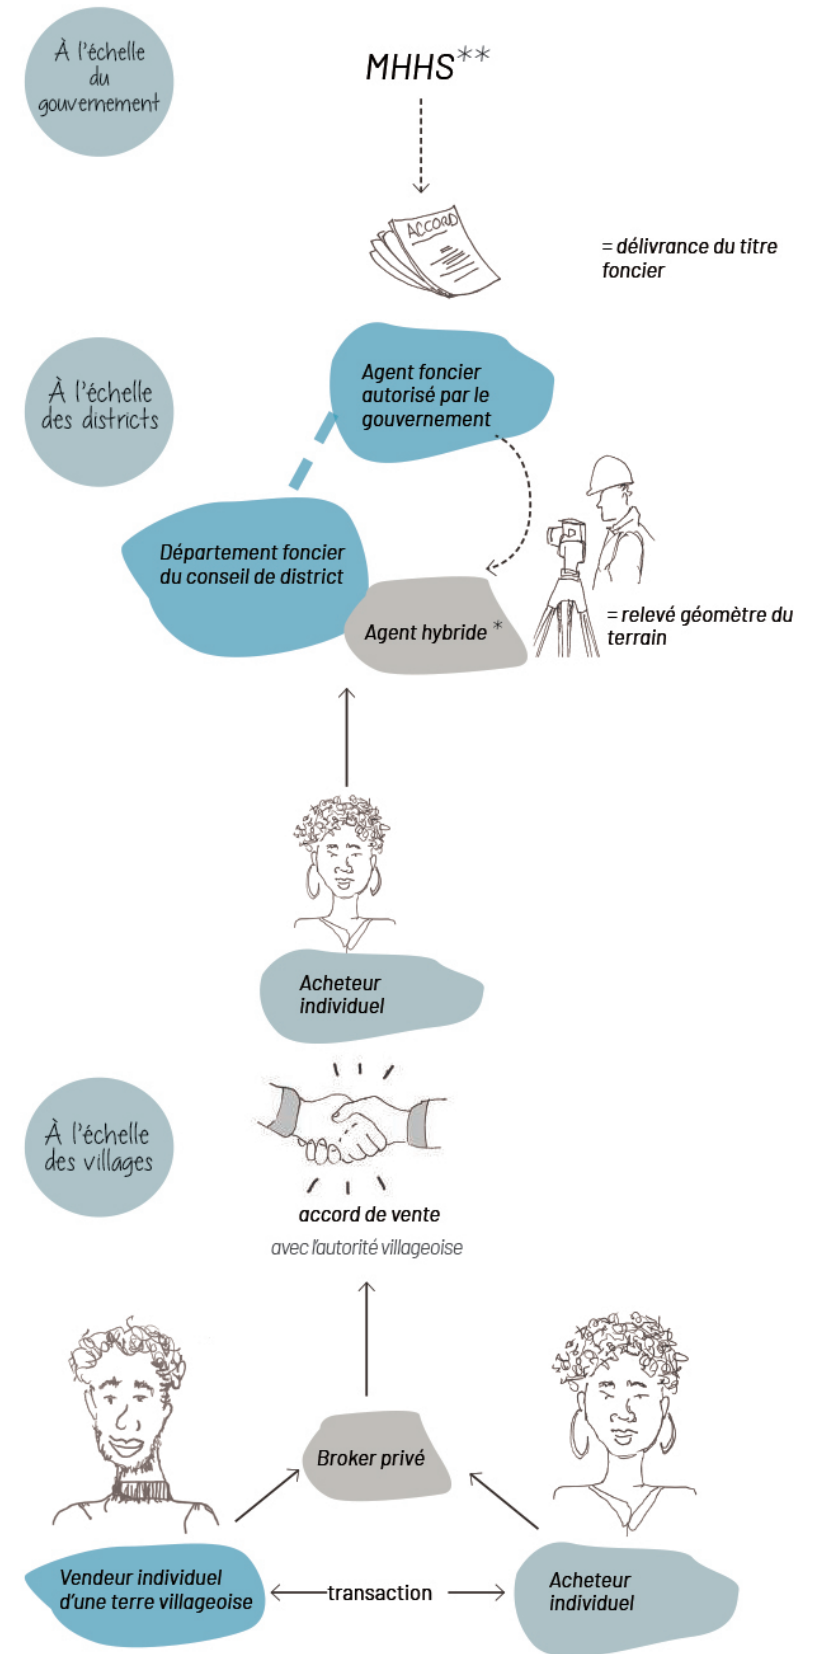 À l'échelle
du
gouvernement
MHHS**
ACCORD
= délivrance du titre
foncier
À l'échelle
des districts
Agent foncier
autorisé par le
gouvernement
Département foncier
du conseil de district
Agent hybride *
= relevé géomètre du
terrain
Acheteur
individuel
À l'échelle
des villages
accord de vente
avec l'autorité villageoise
Broker privé
Vendeur individuel
d'une terre villageoise
transaction
Acheteur
individuel